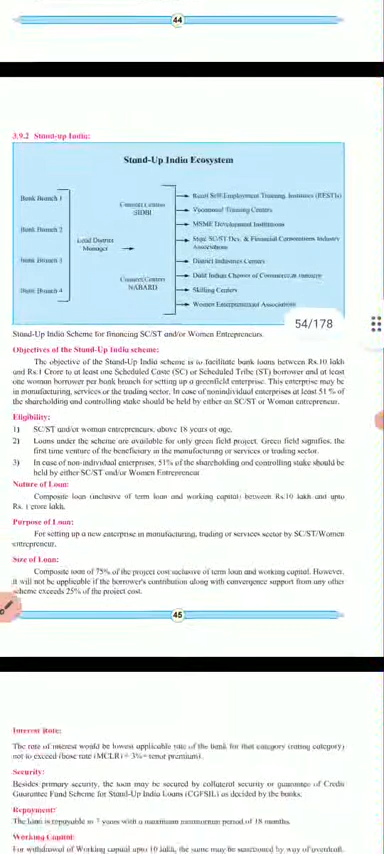 44
3.9.2 Stand-up India:
Stand-Up India Ecosystem
Bank Branch 1
Bank Branch 2
Bank Branch 3
Bank Branch 4
Lead District
Manager
Connect Centers
SIDBI
Connect Centers
NABARD
Rural Self Employment Training Institutes (RESTIs)
Vocational Training Centers
MSME Development Institutions
State SC/ST Dev. & Financial Corporations Industry
Associations
District Industries Centers
Dalit Indian Chamber of Commerce & Industry
Skilling Centers
Women Entrepreneurs Associations
54/178
Stand-Up India Scheme for financing SC/ST and/or Women Entrepreneurs.
Objectives of the Stand-Up India scheme:
The objective of the Stand-Up India scheme is to facilitate bank loans between Rs.10 lakh
and Rs.1 Crore to at least one Scheduled Caste (SC) or Scheduled Tribe (ST) borrower and at least
one woman borrower per bank branch for setting up a greenfield enterprise. This enterprise may be
in manufacturing, services or the trading sector. In case of nonindividual enterprises at least 51 % of
the shareholding and controlling stake should be held by either an SC/ST or Woman entrepreneur.
Eligibility:
1) SC/ST and/or woman entrepreneurs, above 18 years of age.
2) Loans under the scheme are available for only green field project. Green field signifies, the
first time venture of the beneficiary in the manufacturing or services or trading sector.
3) In case of non-individual enterprises, 51% of the shareholding and controlling stake should be
held by either SC/ST and/or Women Entrepreneur
Nature of Loan:
Composite loan (inclusive of term loan and working capital) between Rs.10 lakh and upto
Rs. 1 crore lakh.
Purpose of Loan:
For setting up a new enterprise in manufacturing, trading or services sector by SC/ST/Women
entrepreneur.
Size of Loan:
Composite loan of 75% of the project cost inclusive of term loan and working capital. However,
it will not be applicable if the borrower's contribution along with convergence support from any other
scheme exceeds 25% of the project cost.
45
Interest Rate:
The rate of interest would be lowest applicable rate of the bank for that category (rating category)
not to exceed (base rate (MCLR) + 3%+ tenor premium).
Security:
Besides primary security, the loan may be secured by collateral security or guarantee of Credit
Guarantee Fund Scheme for Stand-Up India Loans (CGFSIL) as decided by the banks.
Repayment:
The loan is repayable in 7 years with a maximum moratorium period of 18 months.
Working Capital:
For withdrawal of Working capital upto 10 lakh, the same may be sanctioned by way of overdraft.